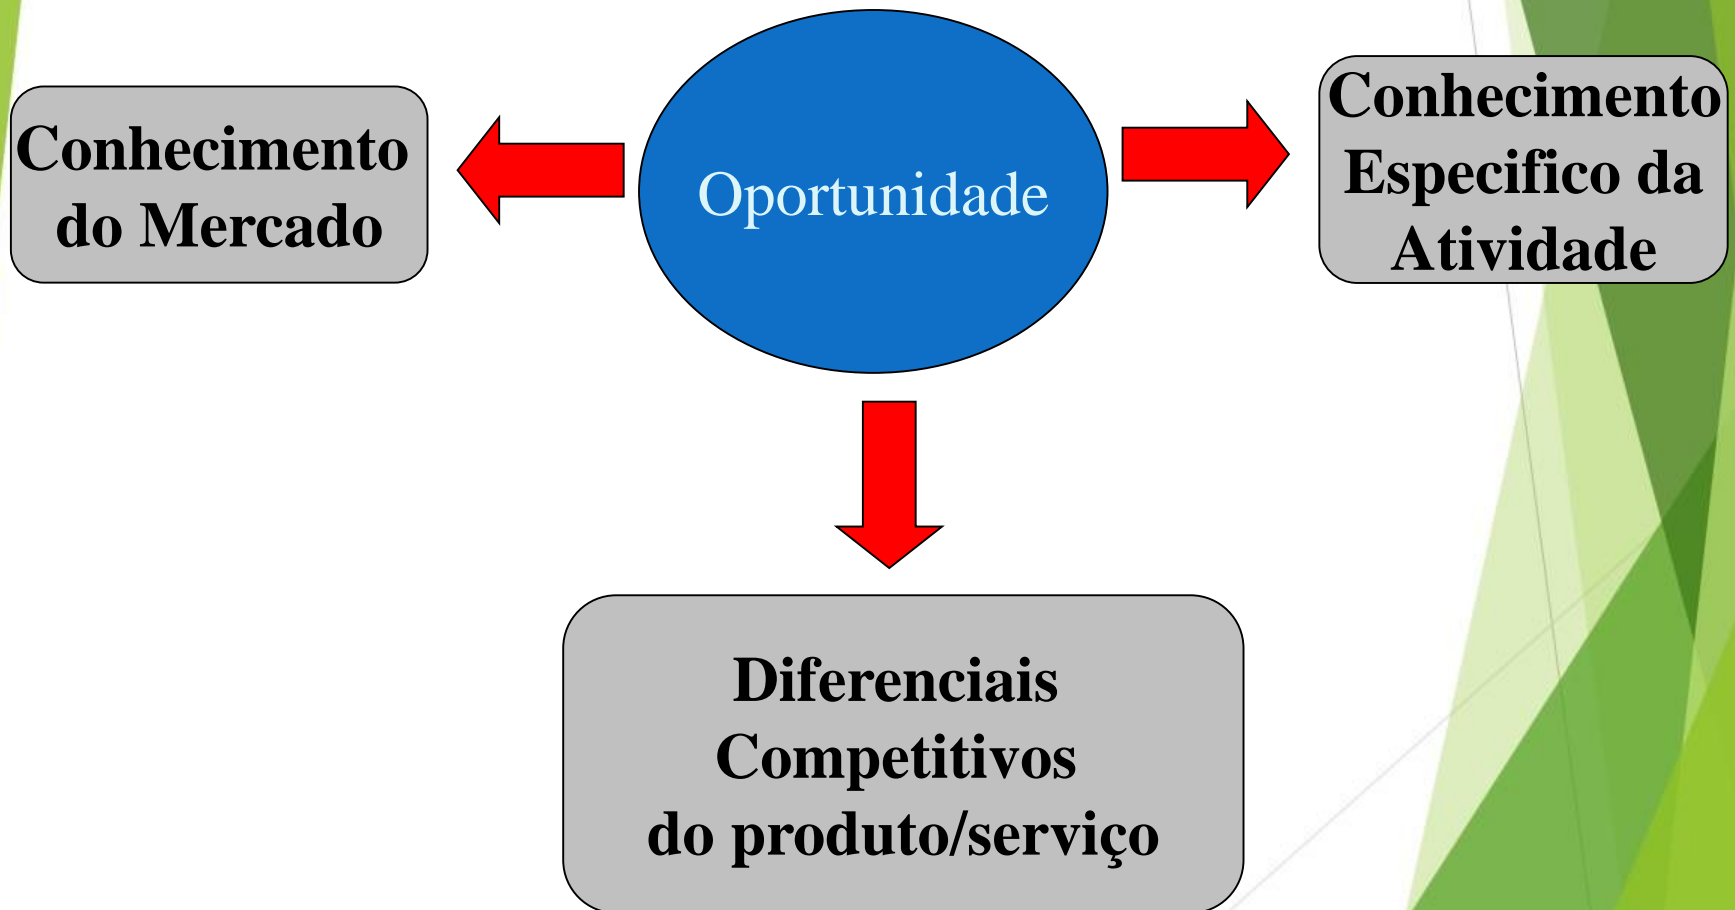 Conhecimento
do Mercado
Oportunidade
Conhecimento
Especifico da
Atividade
Diferenciais
Competitivos
do produto/serviço